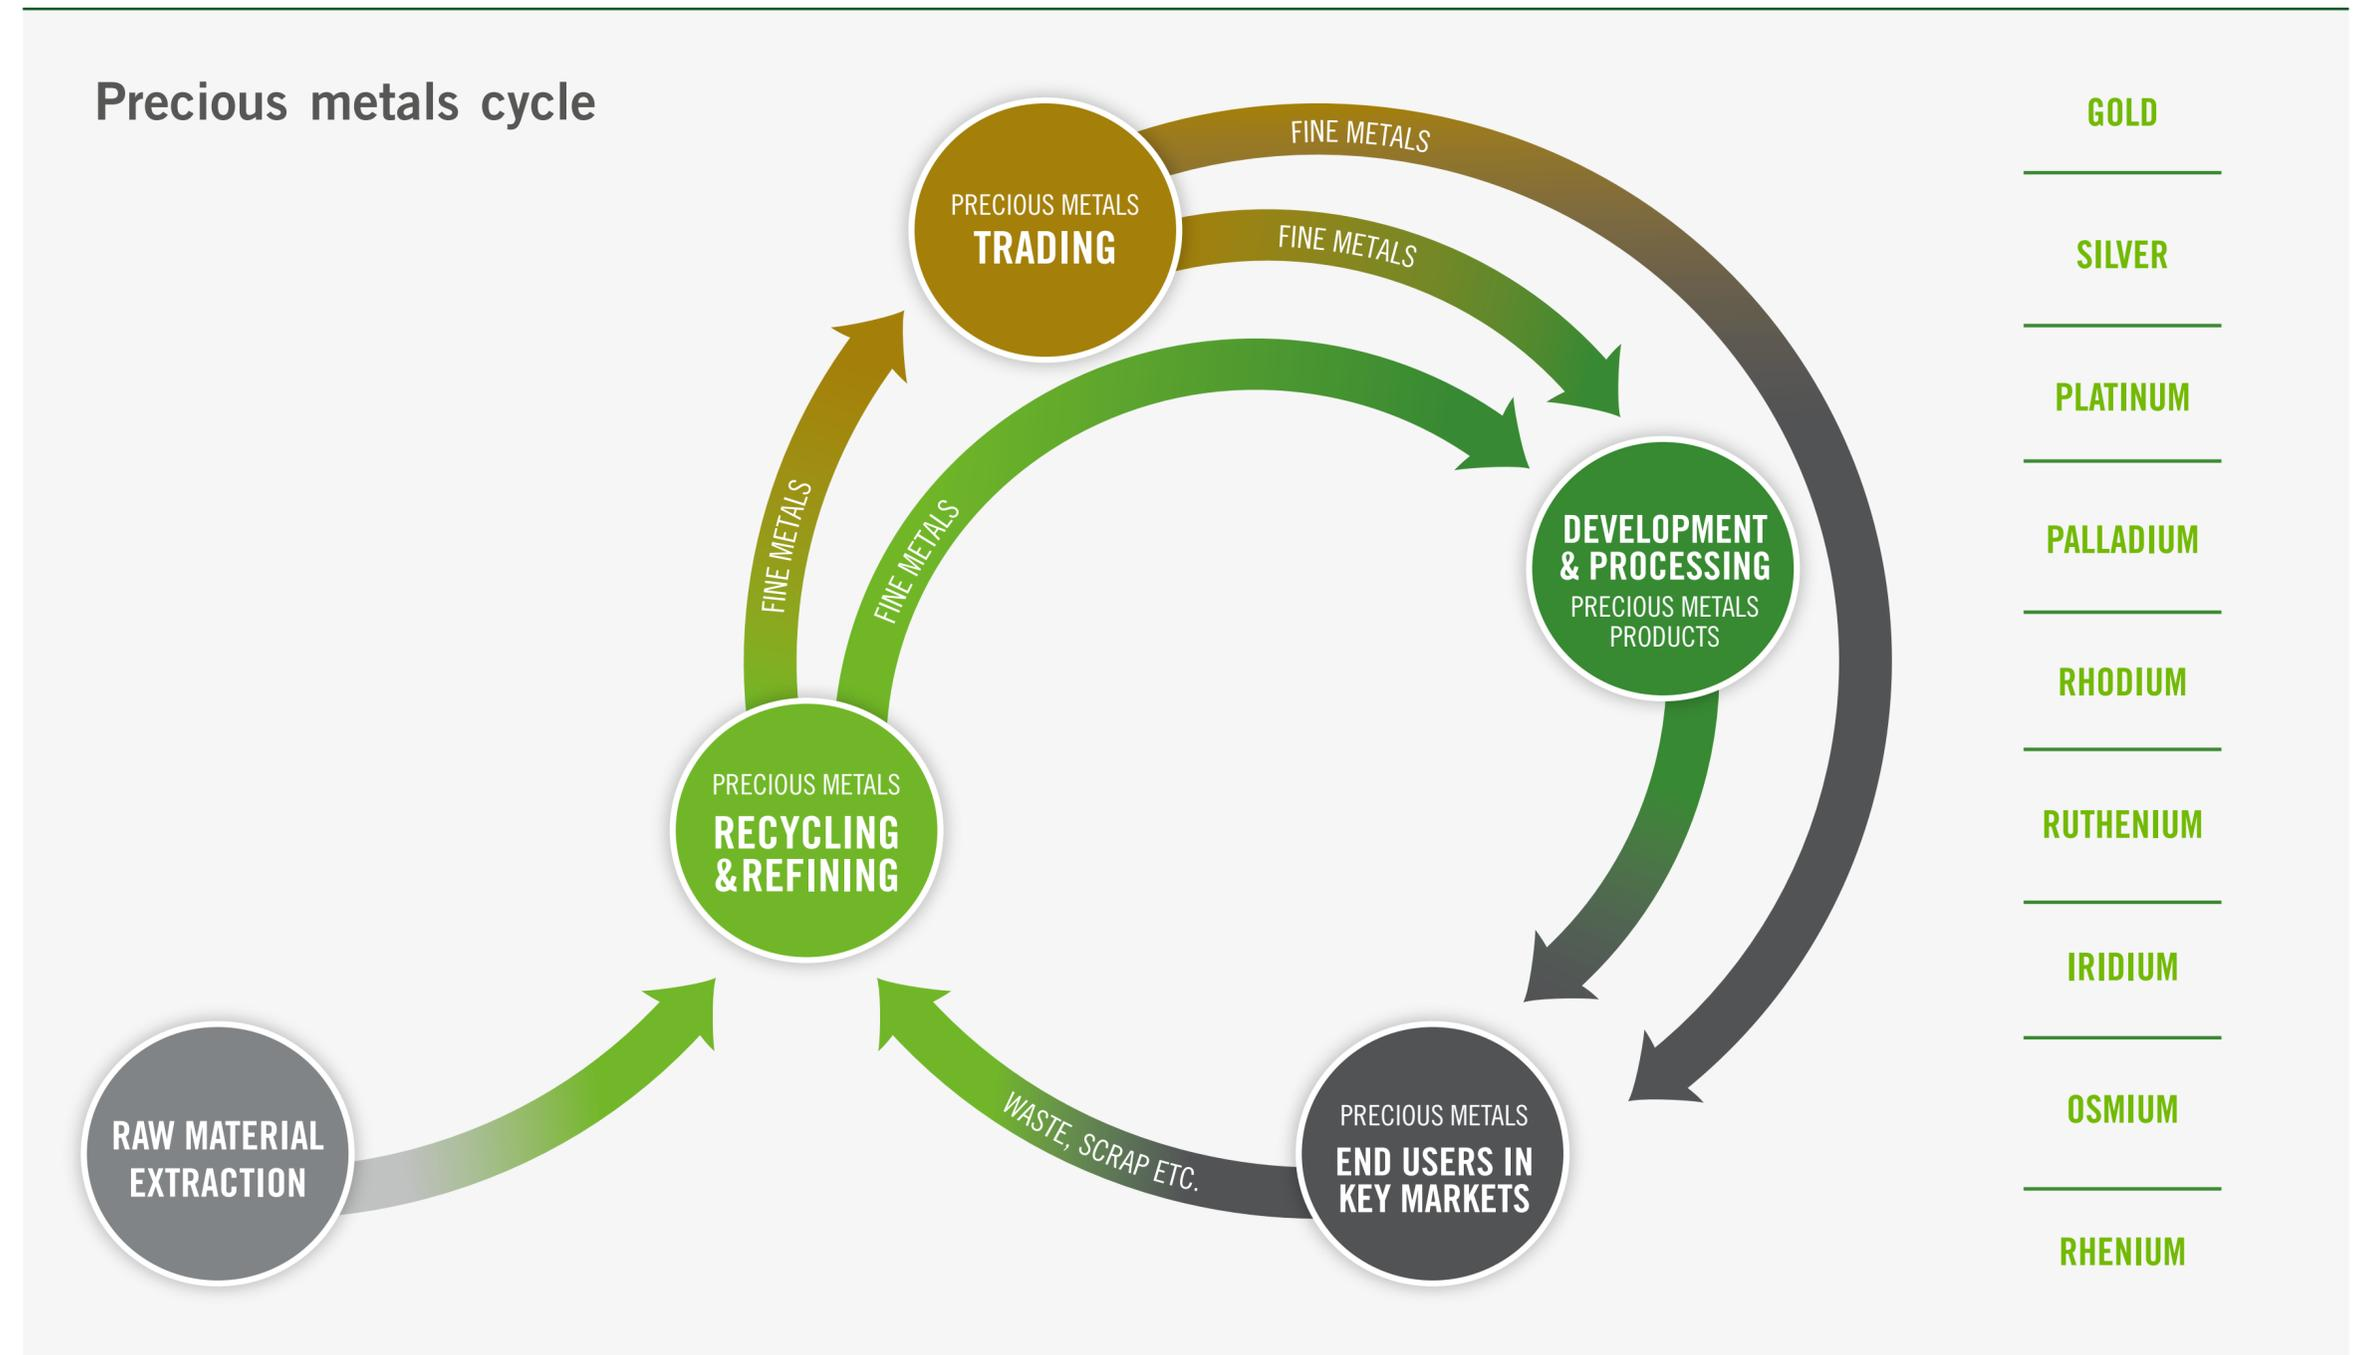 Precious metals cycle
PRECIOUS METALS
TRADING
FINE METALS
FINE METALS
FINE METALS
FINE METALS
DEVELOPMENT
& PROCESSING
PRECIOUS METALS
PRODUCTS
PRECIOUS METALS
RECYCLING
&REFINING
RAW MATERIAL
EXTRACTION
WASTE, SCRAP ETC.
PRECIOUS METALS
END USERS IN
KEY MARKETS
GOLD
SILVER
PLATINUM
PALLADIUM
RHODIUM
RUTHENIUM
IRIDIUM
OSMIUM
RHENIUM